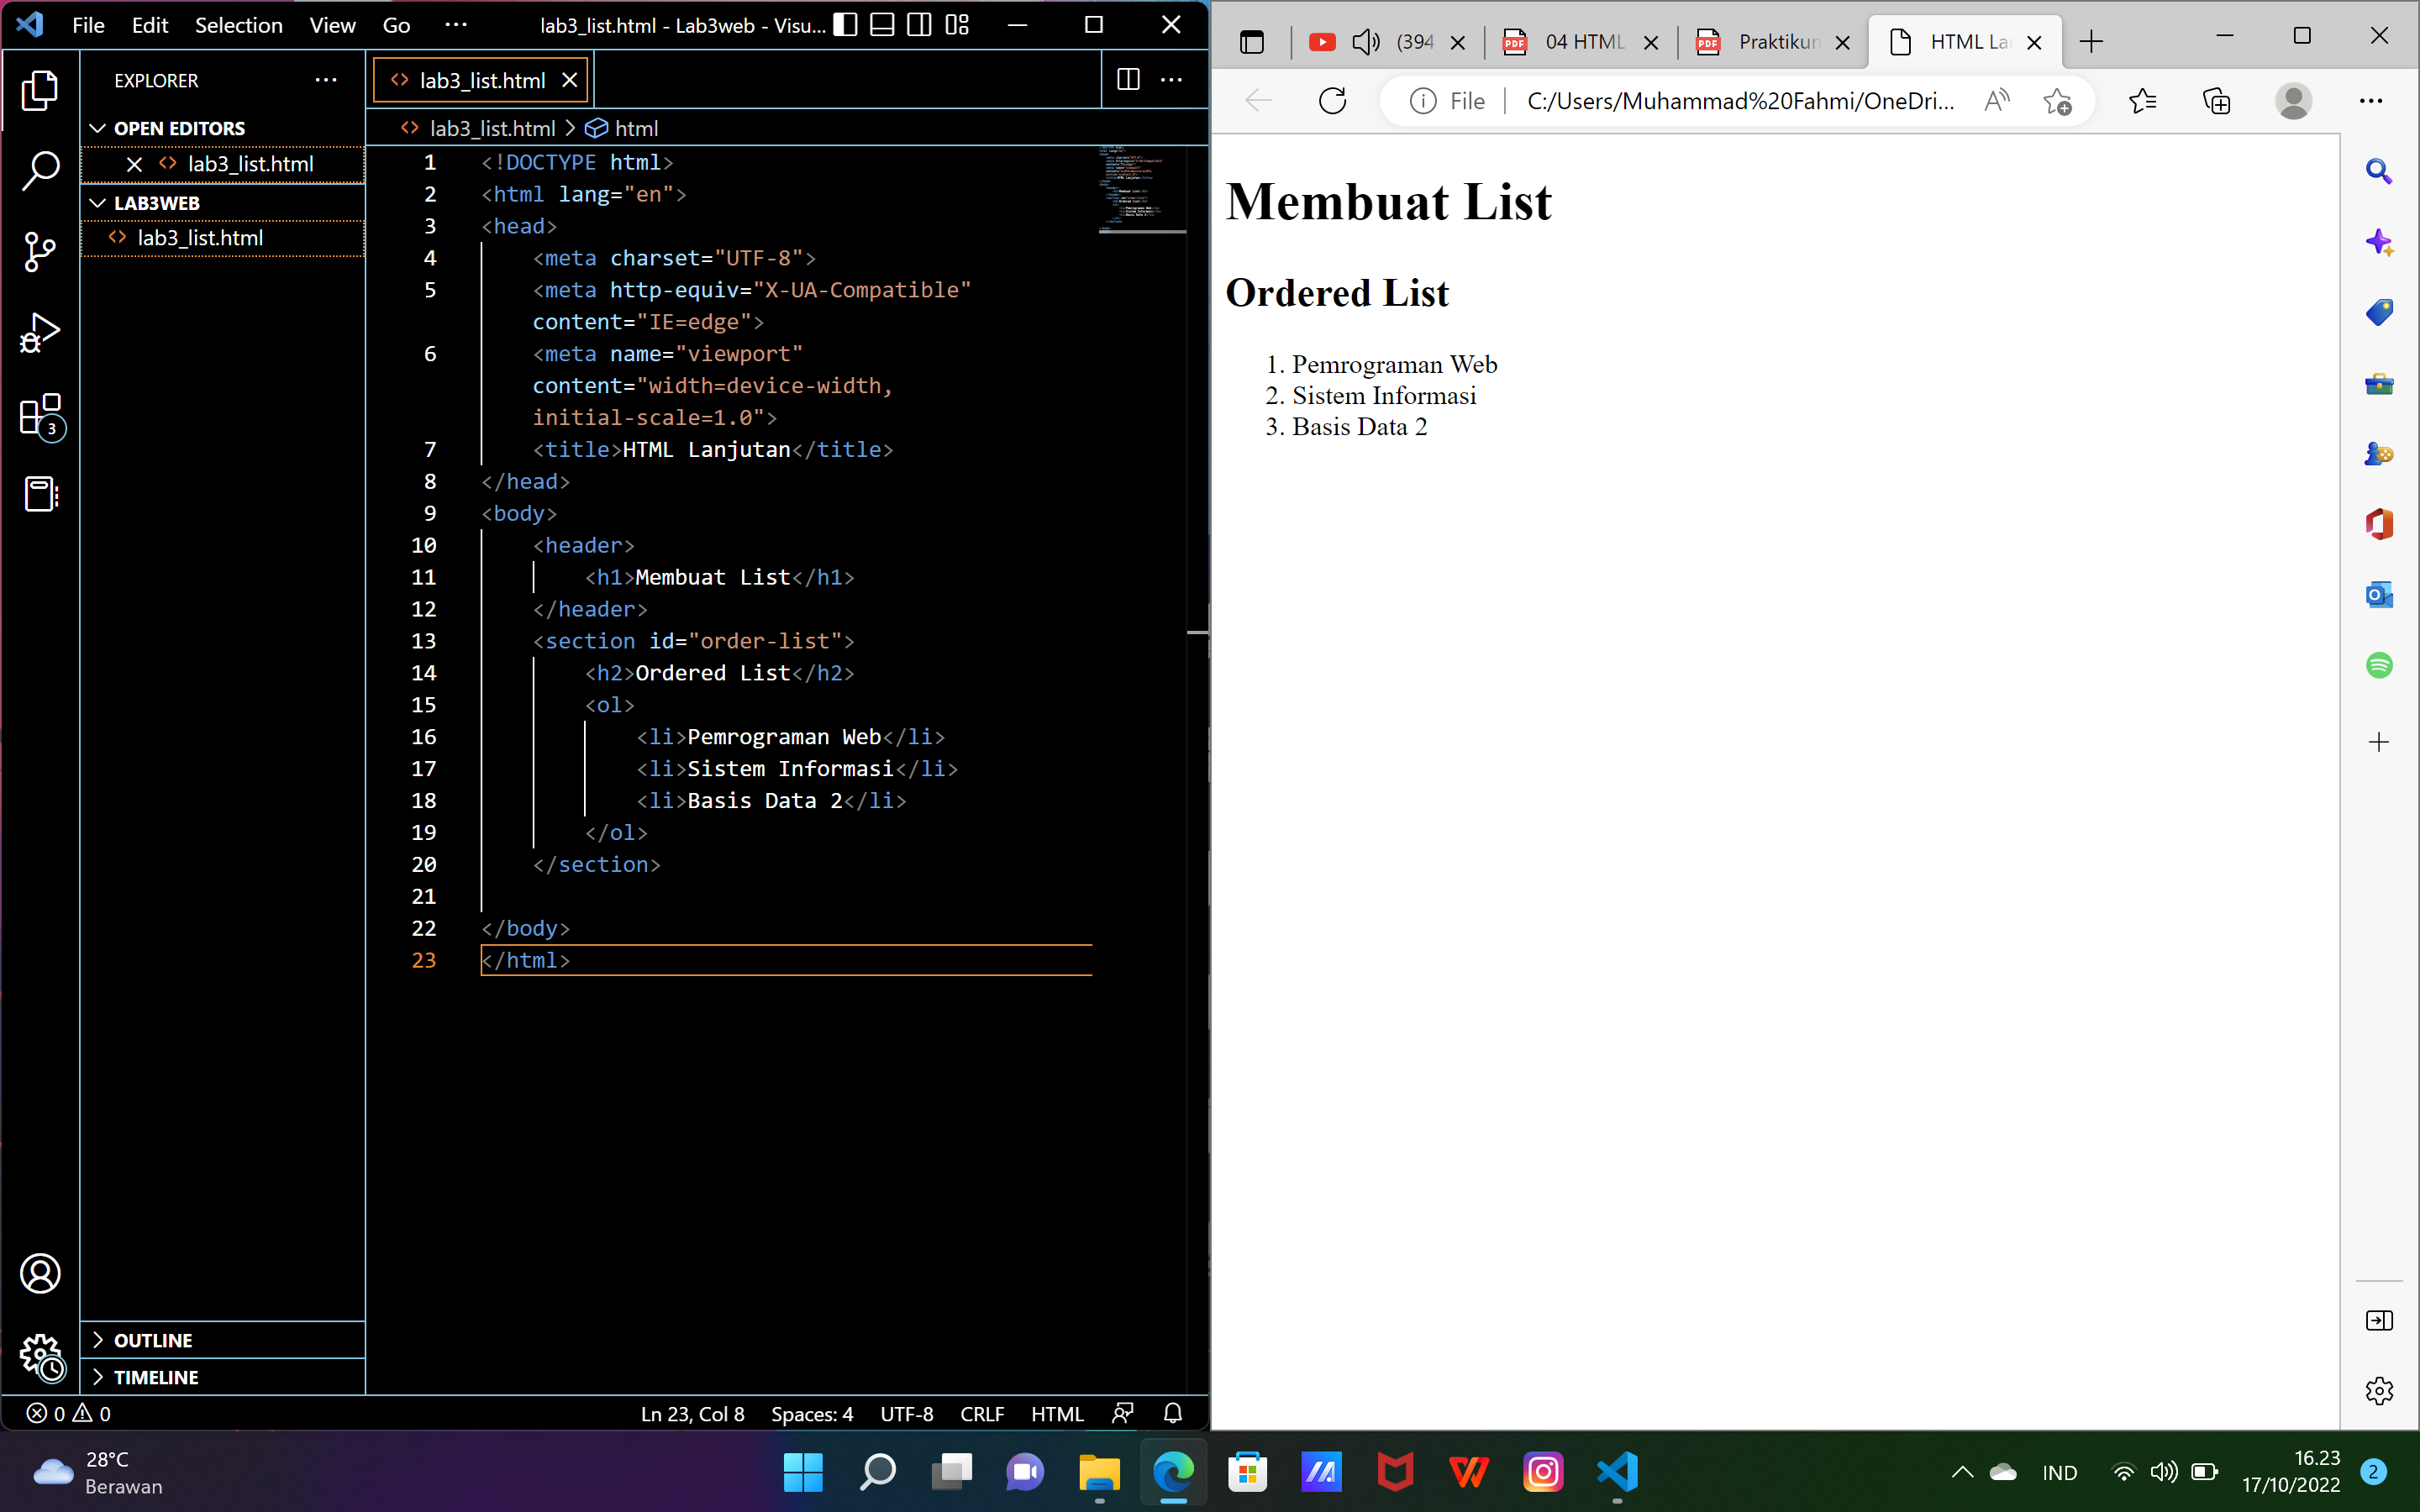 File Edit Selection View Go ··· lab3_list.html - Lab3web - Visu...
EXPLORER ···
OPEN EDITORS
lab3_list.html
LAB3WEB
lab3_list.html
3
OUTLINE
TIMELINE
lab3_list.html
lab3_list.html > html
1 <!DOCTYPE html>
2 <html lang="en">
3 <head>
4 <meta charset="UTF-8">
5 <meta http-equiv="X-UA-Compatible"
content="IE=edge">
6 <meta name="viewport"
content="width=device-width,
initial-scale=1.0">
7 <title>HTML Lanjutan</title>
8 </head>
9 <body>
10 <header>
11 <h1>Membuat List</h1>
12 </header>
13 <section id="order-list">
14 <h2>Ordered List</h2>
15 <ol>
16 <li>Pemrograman Web</li>
17 <li>Sistem Informasi</li>
18 <li>Basis Data 2</li>
19 </ol>
20 </section>
21
22 </body>
23 </html>
0 0 Ln 23, Col 8 Spaces: 4 UTF-8 CRLF HTML
(394 04 HTML Praktikun HTML La
File C:/Users/Muhammad%20Fahmi/OneDri...
Membuat List
Ordered List
1. Pemrograman Web
2. Sistem Informasi
3. Basis Data 2
28°C
Berawan
IND
16.23
17/10/2022
2